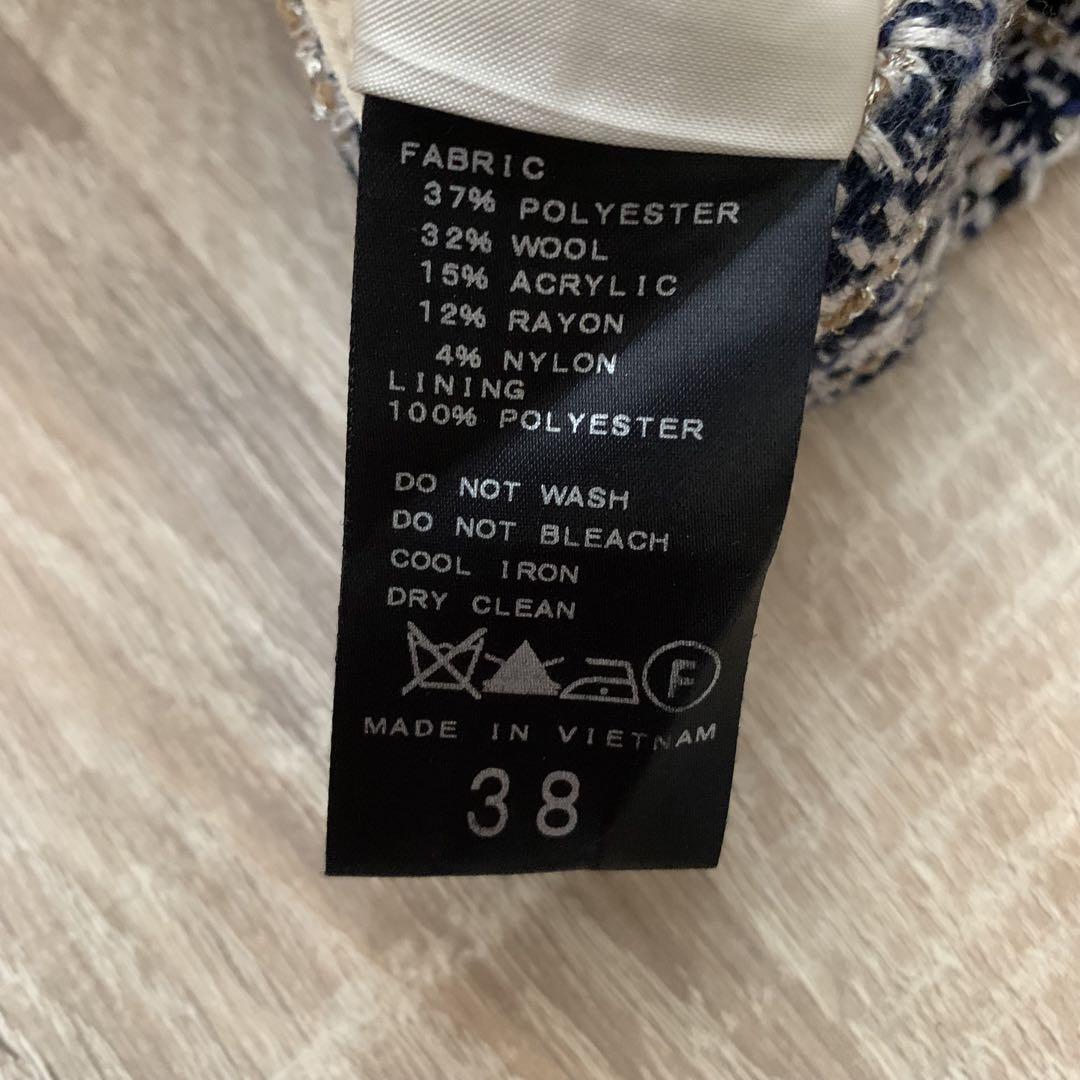 FABRIC
37% POLYESTER
32% WOOL
15% ACRYLIC
12% RAYON
4% NYLON
LINING
100% POLYESTER
DO NOT WASH
DO NOT BLEACH
COOL IRON
DRY CLEAN
F
MADE IN VIETNAM
38